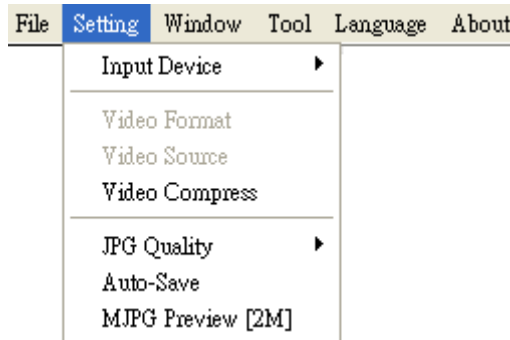 File Setting Window Tool Language About
Input Device
Video Format
Video Source
Video Compress
JPG Quality
Auto-Save
MJPG Preview [2M]